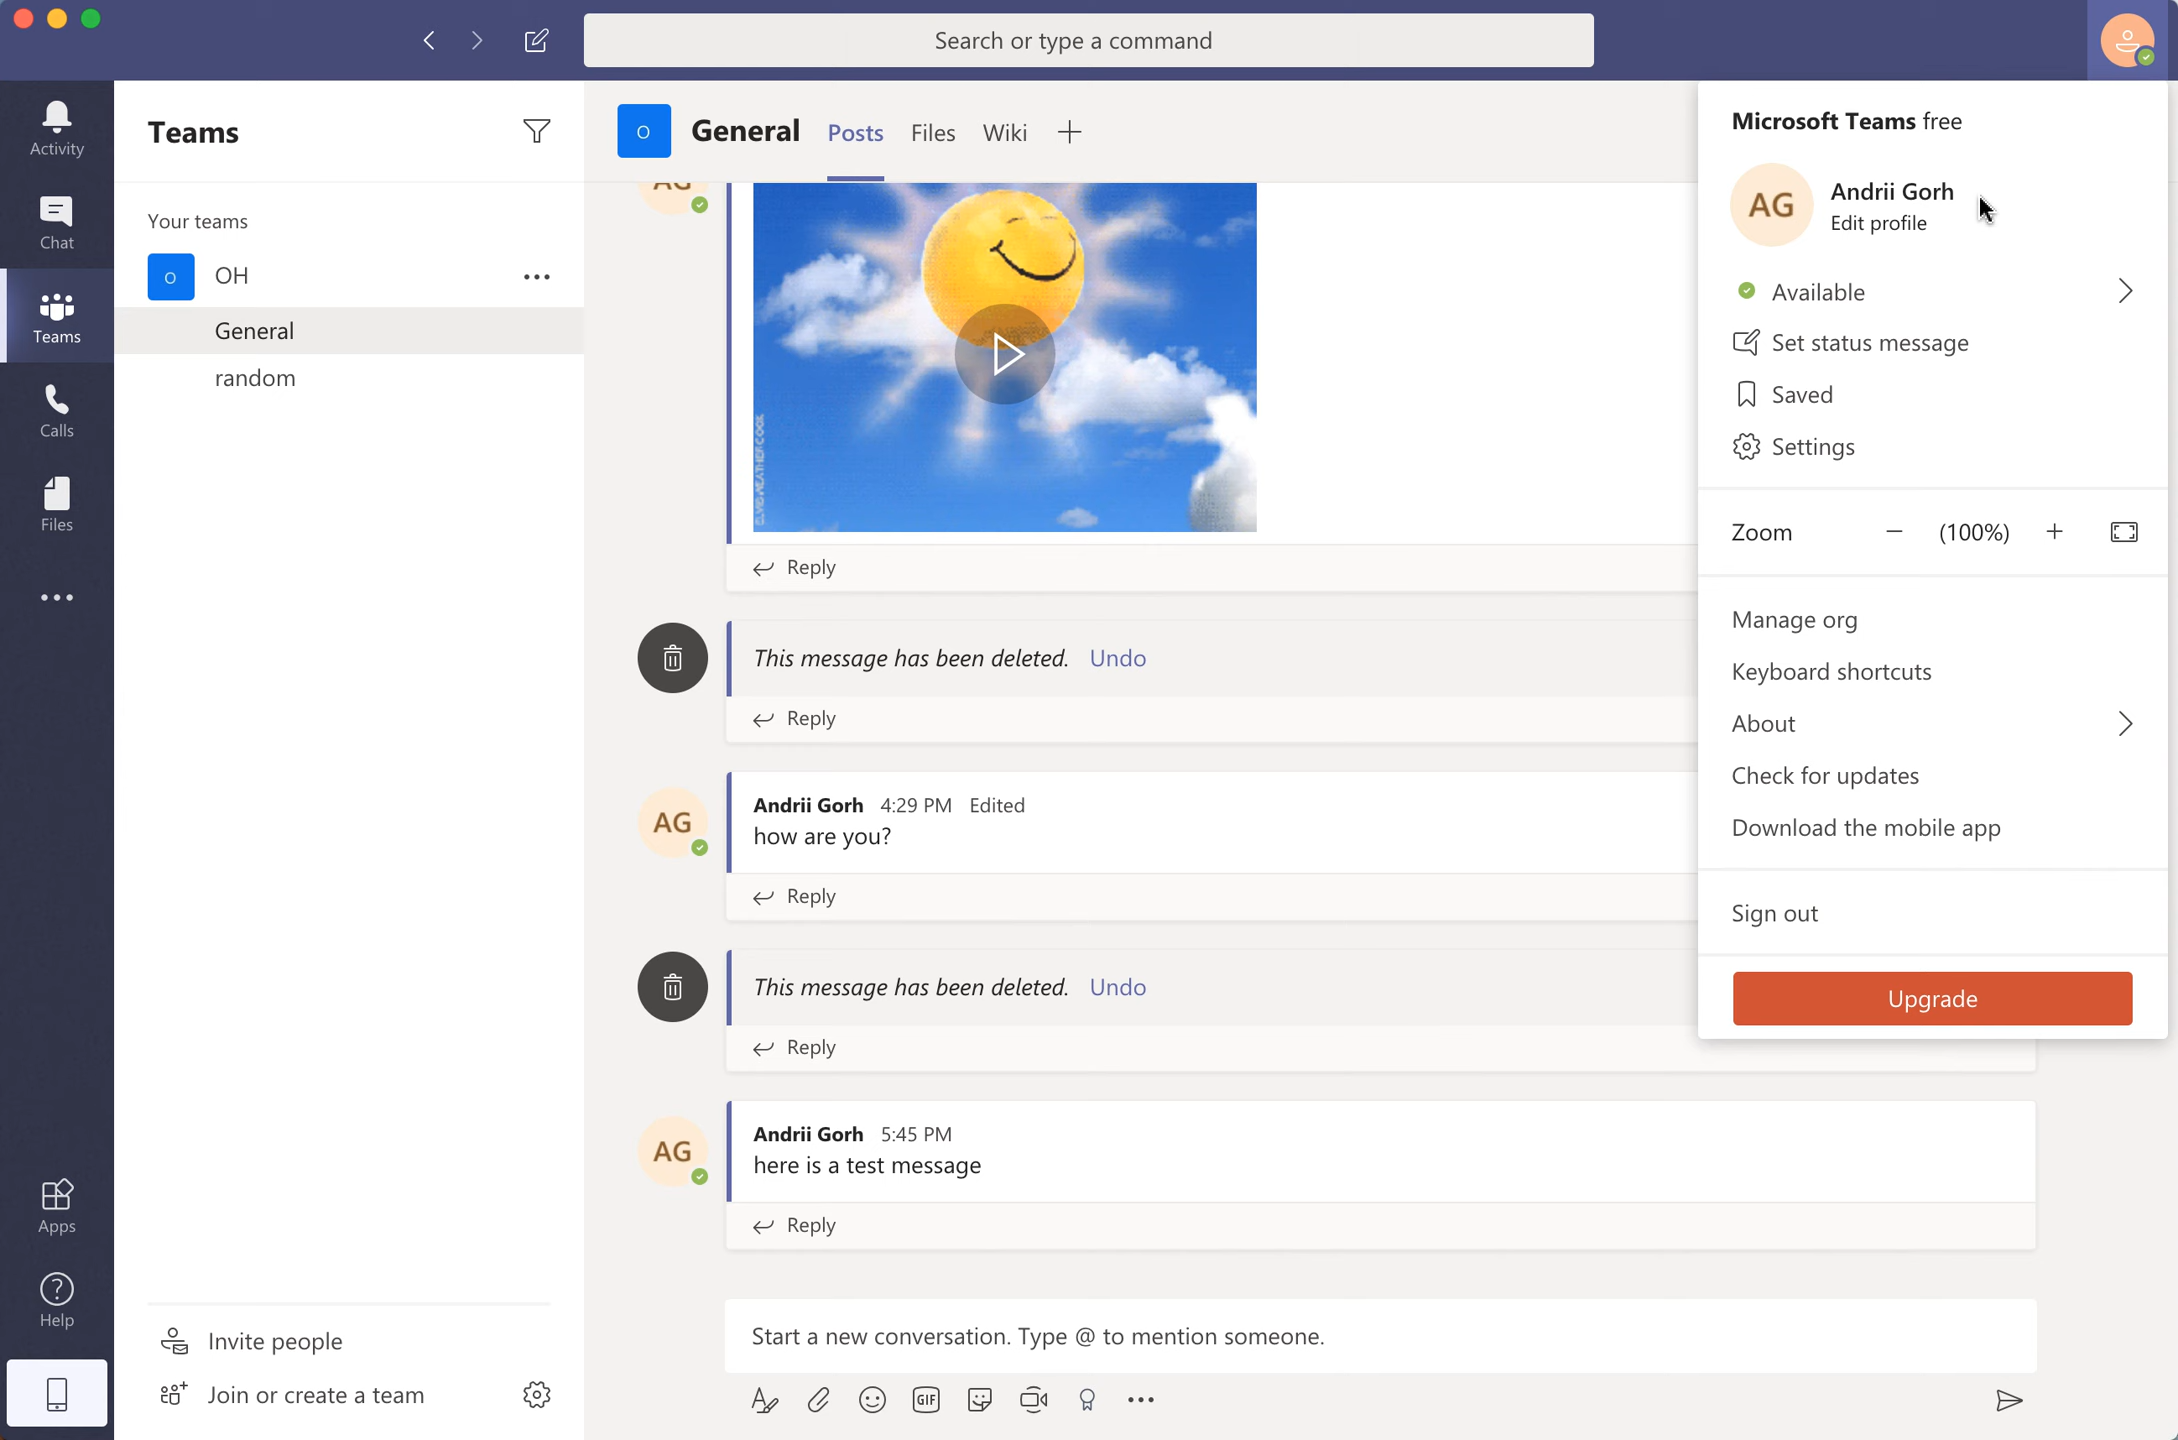 Search or type a command
Activity
Chat
Teams
Calls
Files
Apps
Help
Teams
Your teams
O OH
General
random
Invite people
Join or create a team
O General Posts Files Wiki
AG
ELVISWEATHERCOCK
Reply
This message has been deleted. Undo
Reply
AG
Andrii Gorh 4:29 PM Edited
how are you?
Reply
This message has been deleted. Undo
Reply
AG
Andrii Gorh 5:45 PM
here is a test message
Reply
Start a new conversation. Type @ to mention someone.
GIF
Microsoft Teams free
AG
Andrii Gorh
Edit profile
Available
Set status message
Saved
Settings
Zoom (100%)
Manage org
Keyboard shortcuts
About
Check for updates
Download the mobile app
Sign out
Upgrade